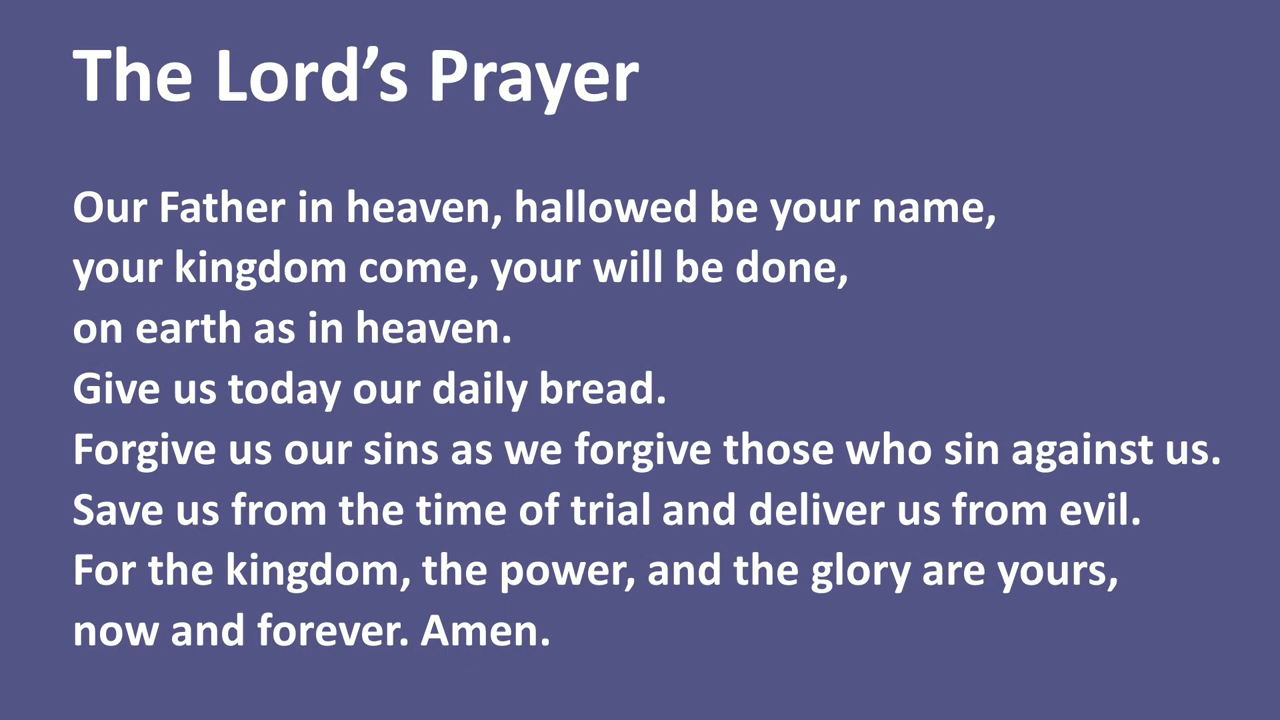 The Lord’s Prayer
Our Father in heaven, hallowed be your name,
your kingdom come, your will be done,
on earth as in heaven.
Give us today our daily bread.
Forgive us our sins as we forgive those who sin against us.
Save us from the time of trial and deliver us from evil.
For the kingdom, the power, and the glory are yours,
now and forever. Amen.